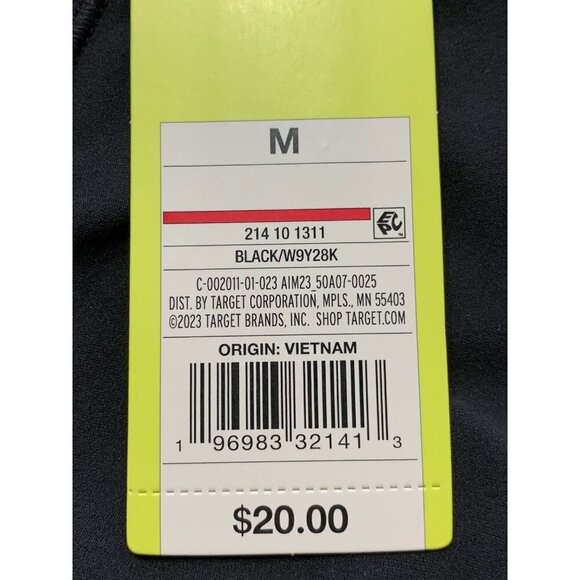 M
EPC™
214 10 1311
BLACK/W9Y28K
C-002011-01-023 AIM23_50A07-0025
DIST. BY TARGET CORPORATION, MPLS., MN 55403
©2023 TARGET BRANDS, INC. SHOP TARGET.COM
ORIGIN: VIETNAM
1 96983 32141 3
$20.00